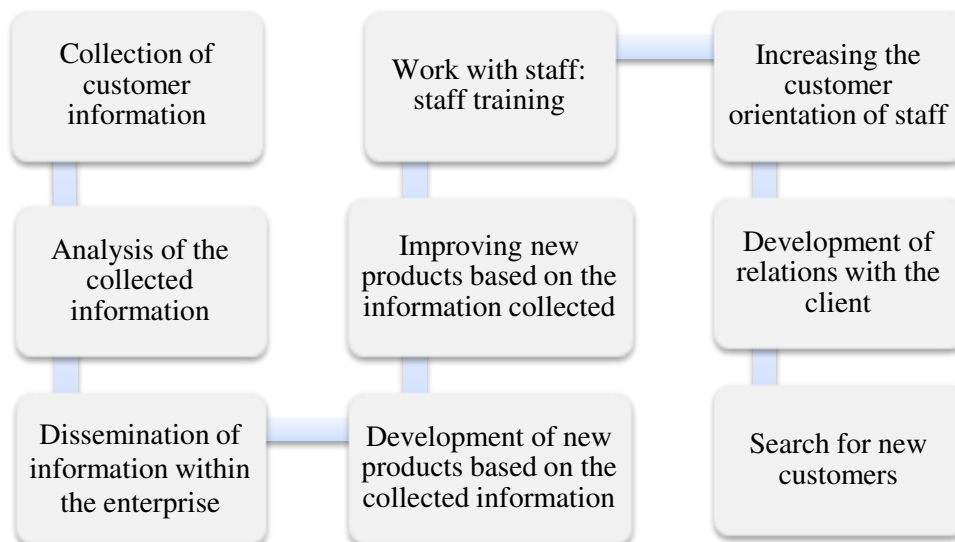 Collection of
customer
information
Analysis of the
collected
information
Dissemination of
information within
the enterprise
Development of new
products based on the
collected information
Improving new
products based on the
information collected
Work with staff:
staff training
Increasing the
customer
orientation of staff
Development of
relations with the
client
Search for new
customers